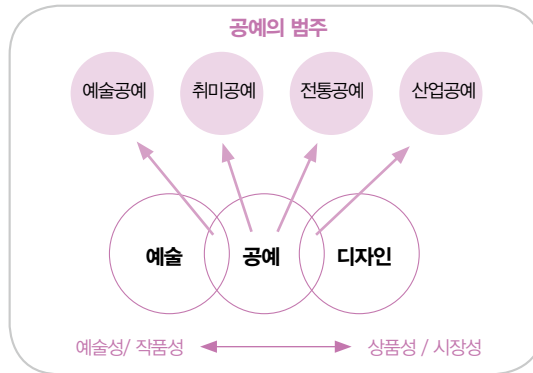 공예의 범주
예술공예 취미공예 전통공예 산업공예
예술 공예 디자인
예술성/ 작품성 상품성 / 시장성